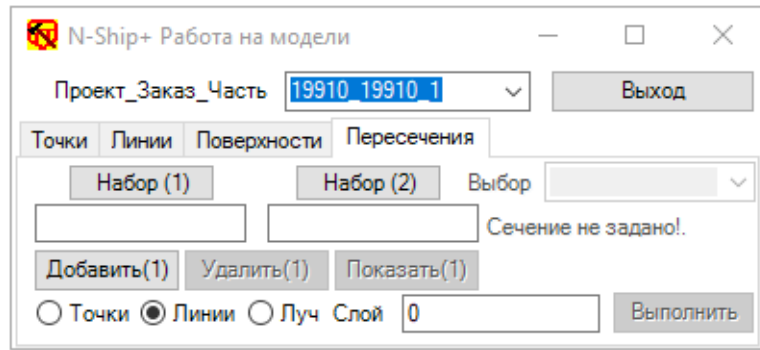 N-Ship+ Работа на модели
Проект_Заказ_Часть 19910_19910_1 Выход
Точки Линии Поверхности Пересечения
Набор (1) Набор (2) Выбор
Сечение не задано!.
Добавить(1) Удалить(1) Показать(1)
Точки Линии Луч Слой 0 Выполнить